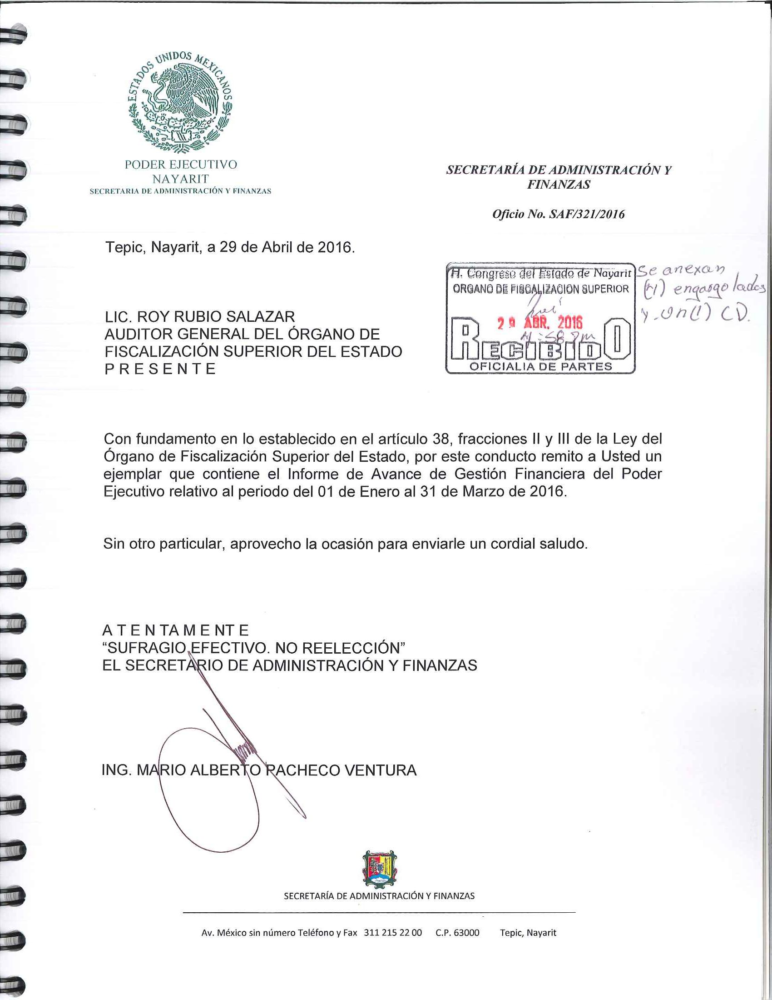 ESTADOS UNIDOS MEXICANOS
PODER EJECUTIVO
NAYARIT
SECRETARIA DE ADMINISTRACIÓN Y FINANZAS
SECRETARÍA DE ADMINISTRACIÓN Y
FINANZAS
Oficio No. SAF/321/2016
Tepic, Nayarit, a 29 de Abril de 2016.
H. Congreso del Estado de Nayarit
ORGANO DE FISCALIZACION SUPERIOR
29 ABR. 2016
:58 pm
RECIBIDO
OFICIALIA DE PARTES
Se anexan
engargolados
y un (1) CD.
LIC. ROY RUBIO SALAZAR
AUDITOR GENERAL DEL ÓRGANO DE
FISCALIZACIÓN SUPERIOR DEL ESTADO
P R E S E N T E
Con fundamento en lo establecido en el artículo 38, fracciones II y III de la Ley del
Órgano de Fiscalización Superior del Estado, por este conducto remito a Usted un
ejemplar que contiene el Informe de Avance de Gestión Financiera del Poder
Ejecutivo relativo al periodo del 01 de Enero al 31 de Marzo de 2016.
Sin otro particular, aprovecho la ocasión para enviarle un cordial saludo.
A T E N T A M E N T E
“SUFRAGIO EFECTIVO. NO REELECCIÓN”
EL SECRETARIO DE ADMINISTRACIÓN Y FINANZAS
ING. MARIO ALBERTO PACHECO VENTURA
SECRETARÍA DE ADMINISTRACIÓN Y FINANZAS
Av. México sin número Teléfono y Fax 311 215 22 00 C.P. 63000 Tepic, Nayarit